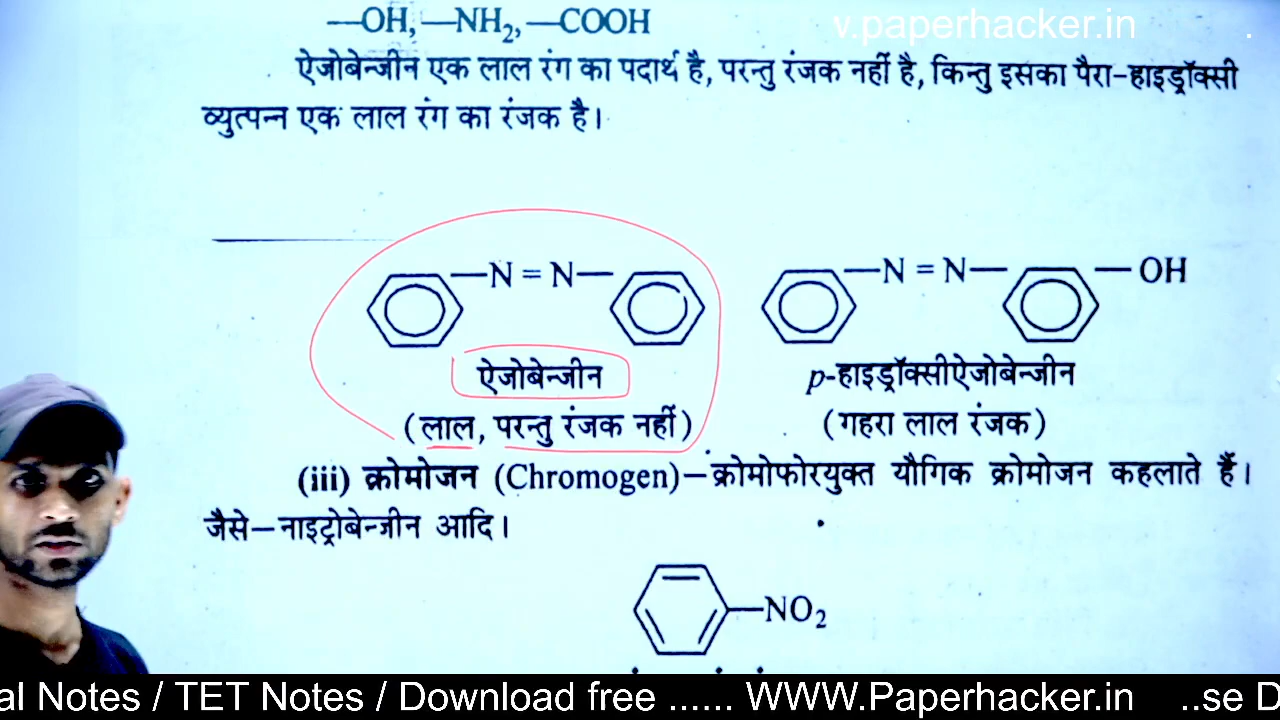 —OH, —NH₂, —COOH
v.paperhacker.in
ऐजोबेन्जीन एक लाल रंग का पदार्थ है, परन्तु रंजक नहीं है, किन्तु इसका पैरा-हाइड्रॉक्सी
व्युत्पन्न एक लाल रंग का रंजक है।
—N = N—
—N = N— —OH
ऐजोबेन्जीन
p-हाइड्रॉक्सीऐजोबेन्जीन
(लाल, परन्तु रंजक नहीं)
(गहरा लाल रंजक)
(iii) क्रोमोजन (Chromogen)—क्रोमोफोरयुक्त यौगिक क्रोमोजन कहलाते हैं।
जैसे—नाइट्रोबेन्जीन आदि।
—NO₂
al Notes / TET Notes / Download free ...... WWW.Paperhacker.in ..se D